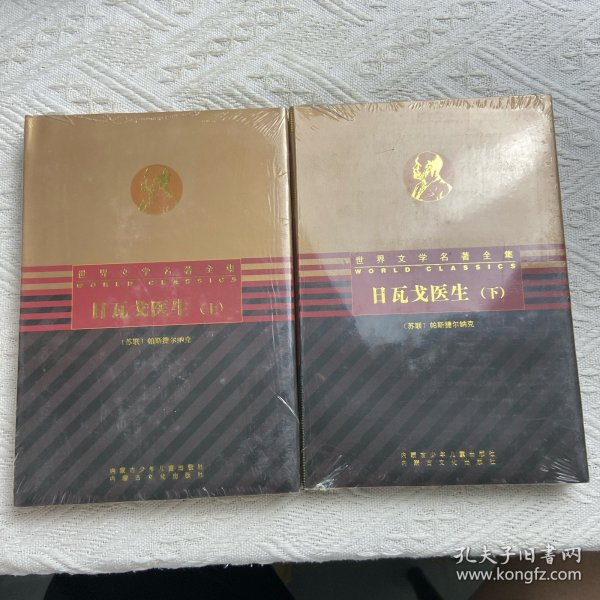 世界文学名著全集
WORLD CLASSICS
日瓦戈医生（上）
〔苏联〕帕斯捷尔纳克
内蒙古少年儿童出版社
内蒙古文化出版社
世界文学名著全集
WORLD CLASSICS
日瓦戈医生（下）
〔苏联〕帕斯捷尔纳克
内蒙古少年儿童出版社
内蒙古文化出版社
孔夫子旧书网
www.kongfz.com